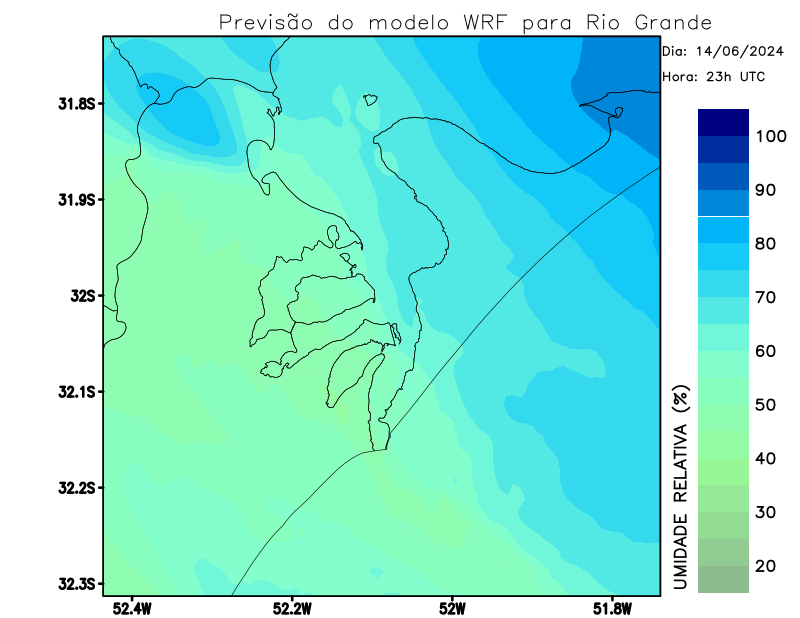 Previsão do modelo WRF para Rio Grande
Dia: 14/06/2024
Hora: 23h UTC
31.8S
31.9S
32S
32.1S
32.2S
32.3S
52.4W
52.2W
52W
51.8W
100
90
80
70
60
50
40
30
20
UMIDADE RELATIVA (%)